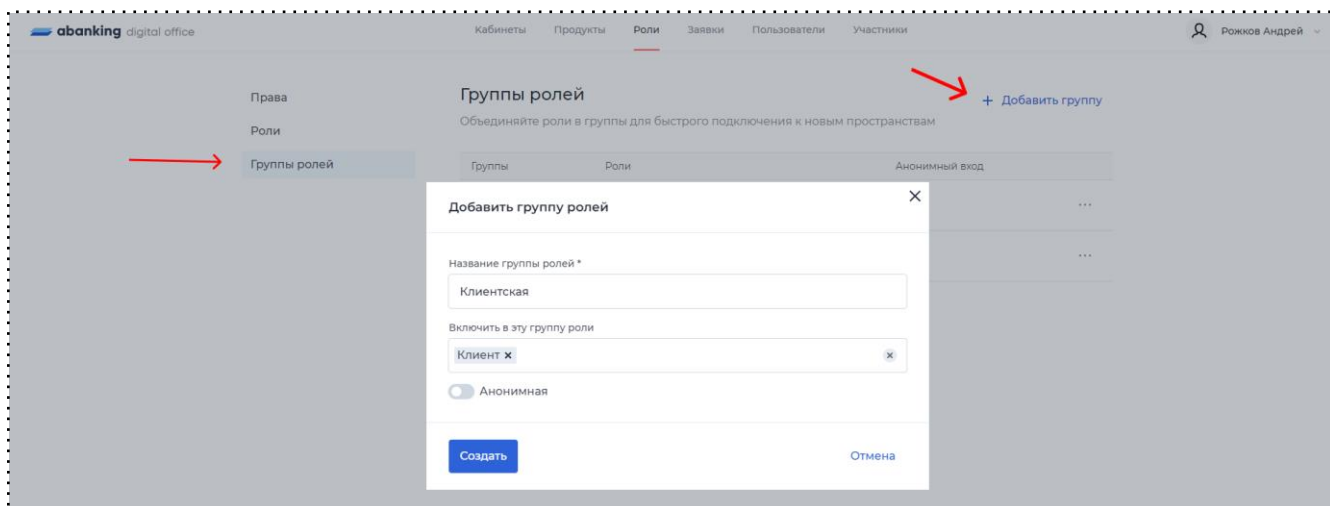 abanking digital office
Кабинеты Продукты Роли Заявки Пользователи Участники
Рожков Андрей
Права
Роли
Группы ролей
Группы ролей
+ Добавить группу
Объединяйте роли в группы для быстрого подключения к новым пространствам
Группы Роли Анонимный вход
Добавить группу ролей
Название группы ролей *
Клиентская
Включить в эту группу роли
Клиент
Анонимная
Создать
Отмена